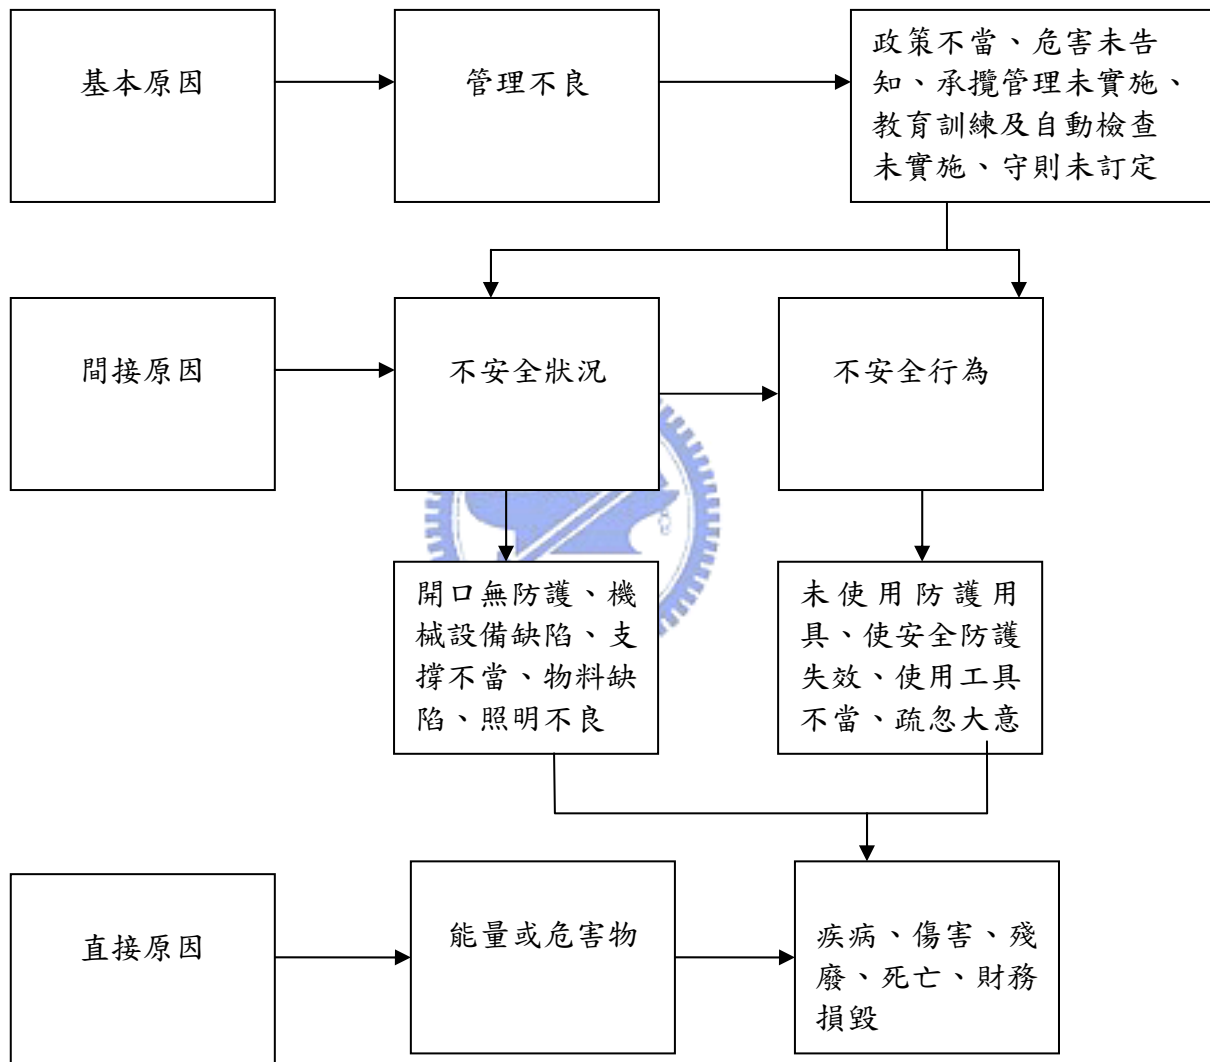 基本原因
管理不良
政策不當、危害未告
知、承攬管理未實施、
教育訓練及自動檢查
未實施、守則未訂定
間接原因
不安全狀況
不安全行為
開口無防護、機
械設備缺陷、支
撐不當、物料缺
陷、照明不良
未使用防護用
具、使安全防護
失效、使用工具
不當、疏忽大意
直接原因
能量或危害物
疾病、傷害、殘
廢、死亡、財務
損毀